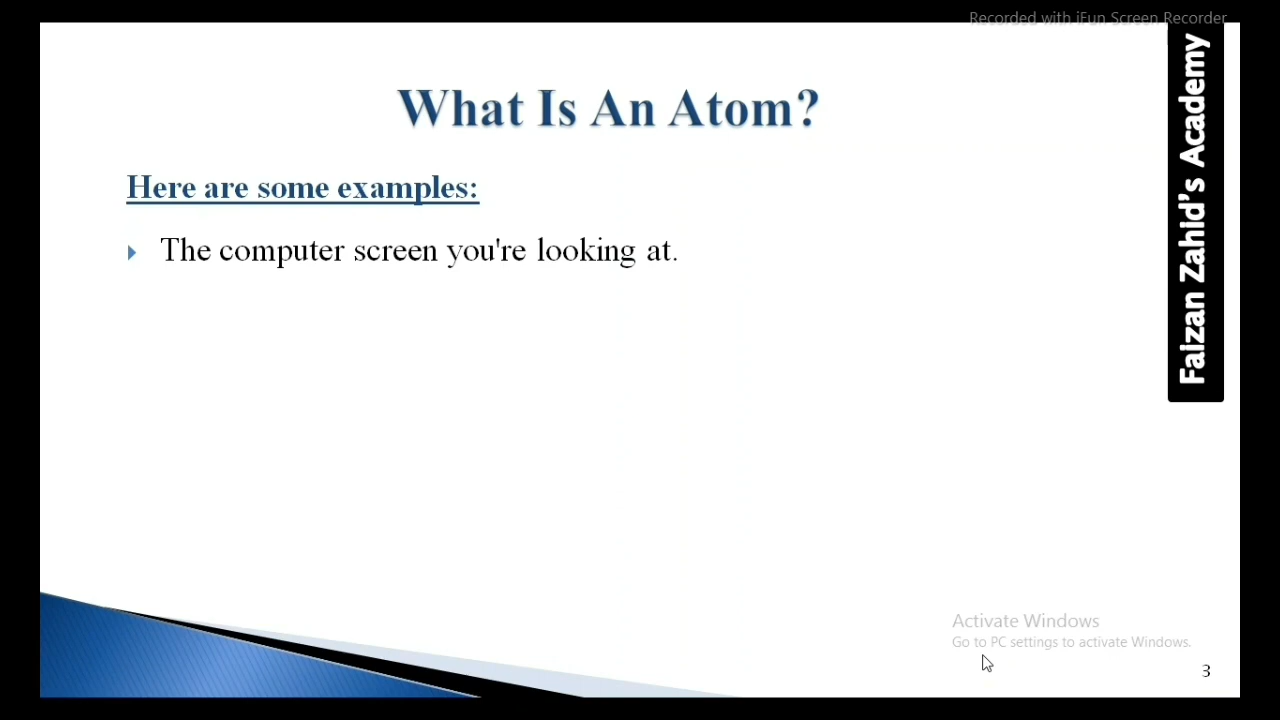 Recorded with iFun Screen Recorder
What Is An Atom?
Here are some examples:
The computer screen you're looking at.
Faizan Zahid's Academy
Activate Windows
Go to PC settings to activate Windows.
3